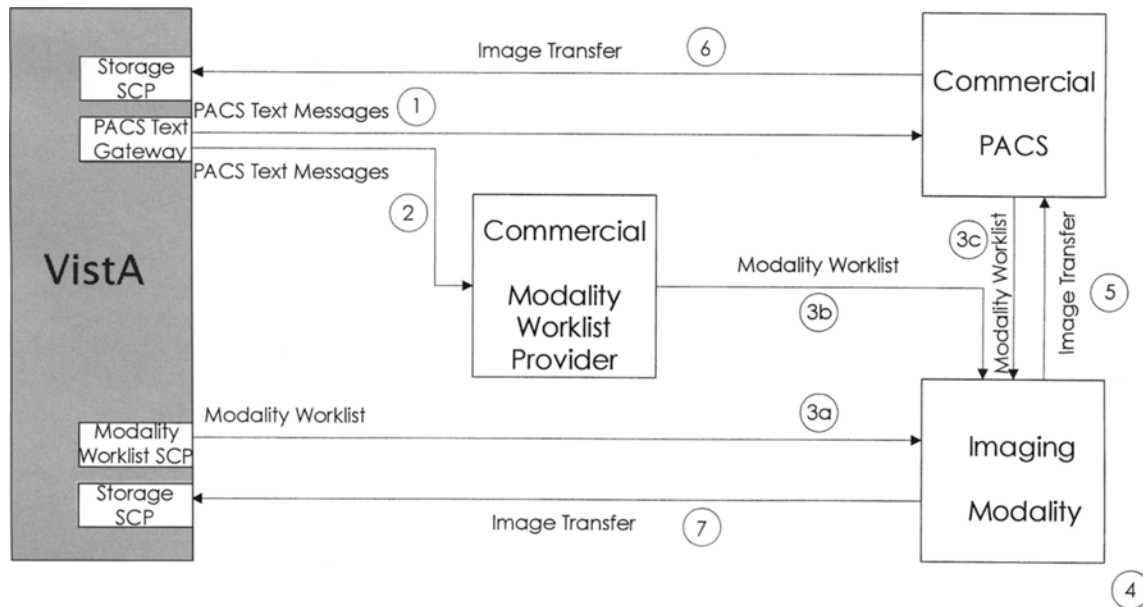 Image Transfer
6
Storage
SCP
Commercial
PACS
PACS Text Messages
1
PACS Text
Gateway
PACS Text Messages
2
VistA
Commercial
Modality
Worklist
Provider
Modality Worklist
3b
3c
Modality Worklist
Image Transfer
5
Modality Worklist
3a
Modality
Worklist SCP
Imaging
Modality
Storage
SCP
Image Transfer
7
4